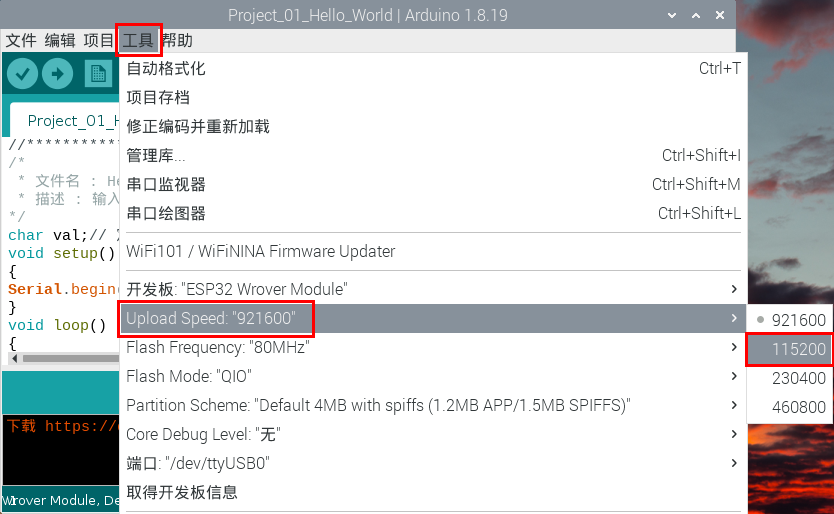 Project_01_Hello_World | Arduino 1.8.19
文件 编辑 项目 工具 帮助
自动格式化 Ctrl+T
项目存档
修正编码并重新加载
管理库... Ctrl+Shift+I
串口监视器 Ctrl+Shift+M
串口绘图器 Ctrl+Shift+L
WiFi101 / WiFiNINA Firmware Updater
开发板: "ESP32 Wrover Module"
Upload Speed: "921600"
Flash Frequency: "80MHz"
Flash Mode: "QIO"
Partition Scheme: "Default 4MB with spiffs (1.2MB APP/1.5MB SPIFFS)"
Core Debug Level: "无"
端口: "/dev/ttyUSB0"
取得开发板信息
921600
115200
230400
460800
Project_01_H
//***********
/*
* 文件名 : He
* 描述 : 输入
*/
char val;//
void setup()
{
Serial.begin(
}
void loop()
{
下载 https://
Wrover Module, De